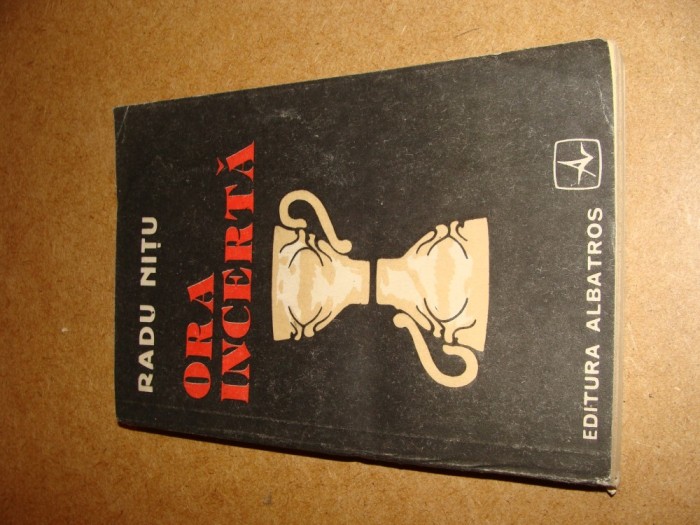 RADU NIȚU
ORA
INCERTĂ
EDITURA ALBATROS